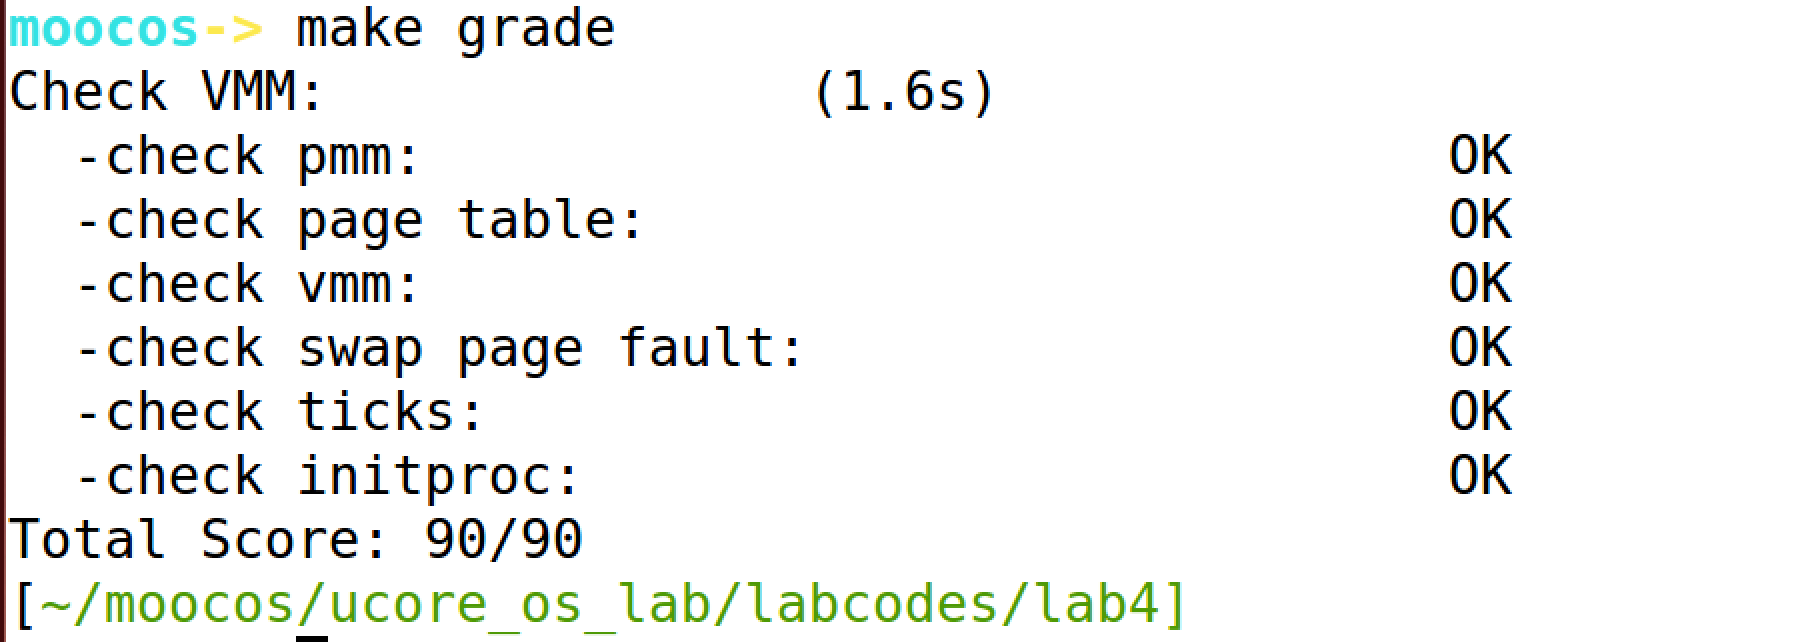 moocos-> make grade
Check VMM: (1.6s)
-check pmm: OK
-check page table: OK
-check vmm: OK
-check swap page fault: OK
-check ticks: OK
-check initproc: OK
Total Score: 90/90
[~/moocos/ucore_os_lab/labcodes/lab4]